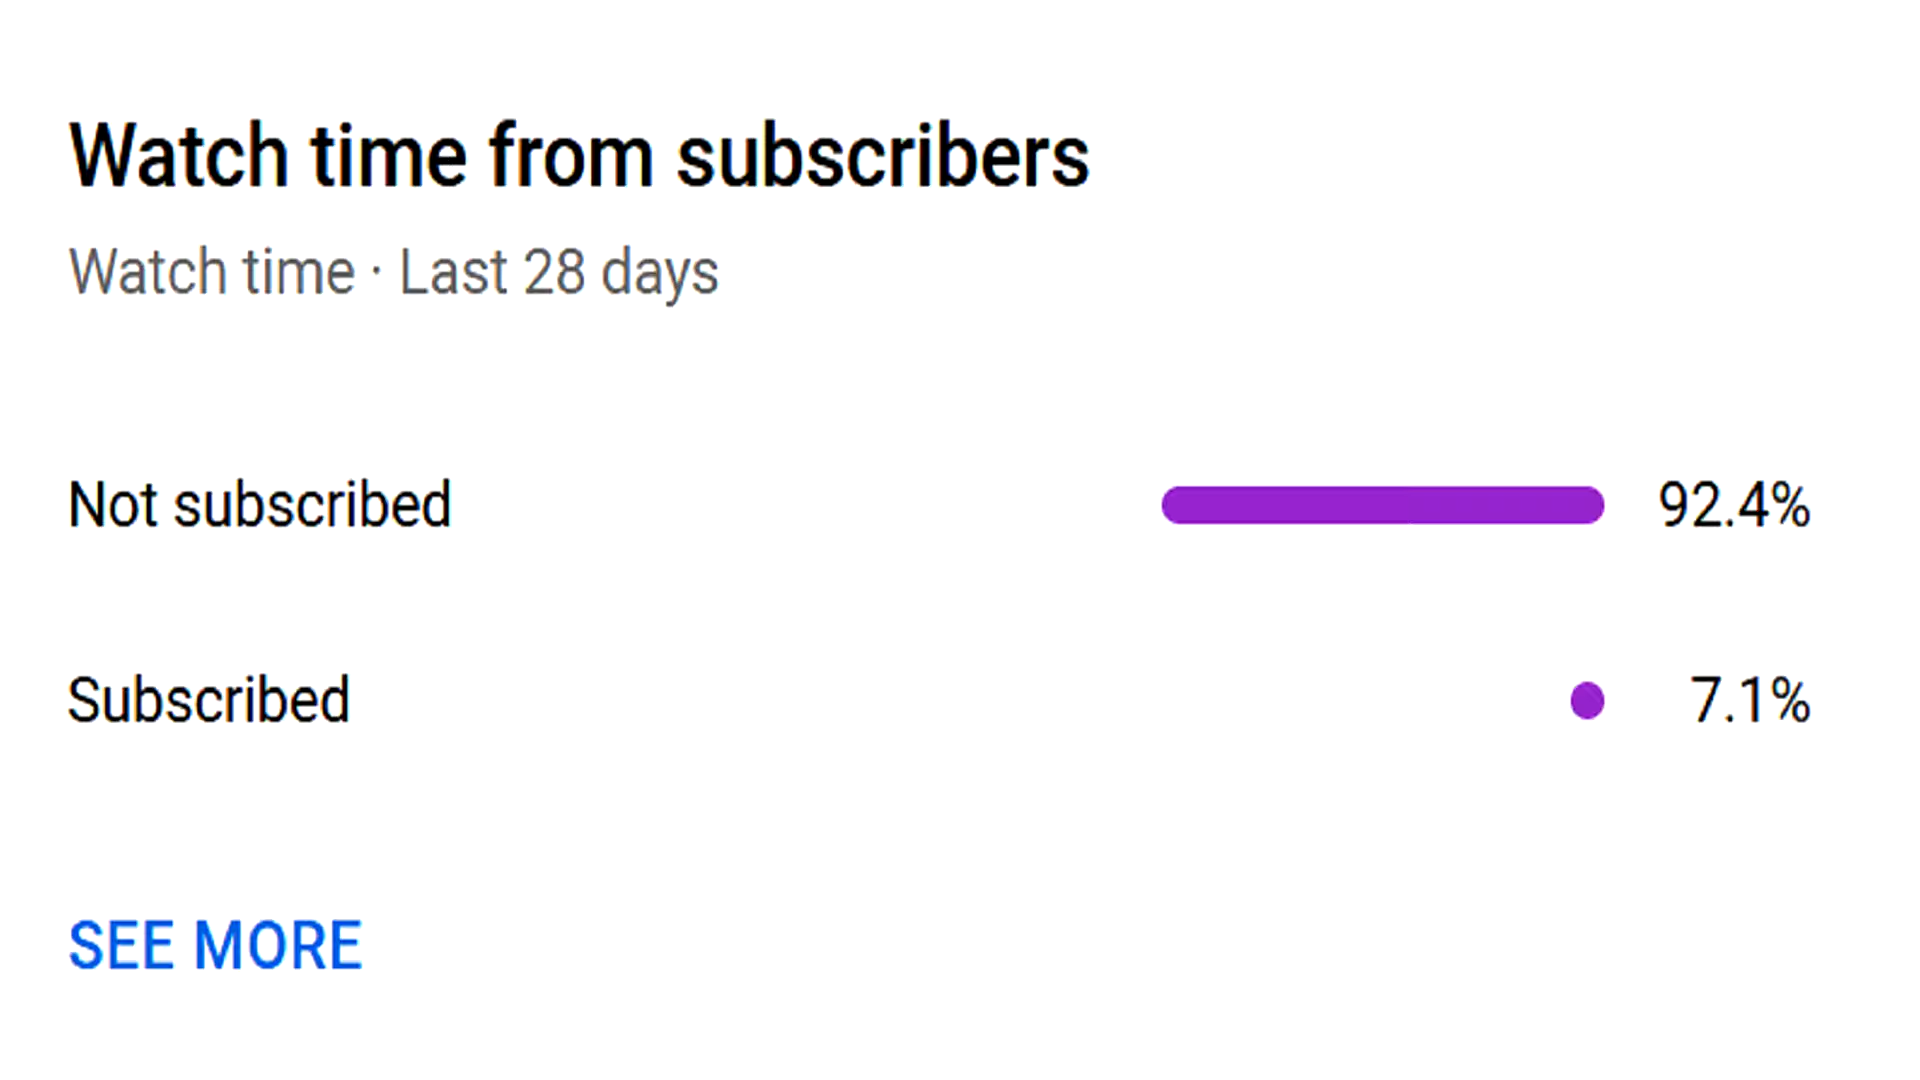 Watch time from subscribers
Watch time · Last 28 days
Not subscribed 92.4%
Subscribed 7.1%
SEE MORE